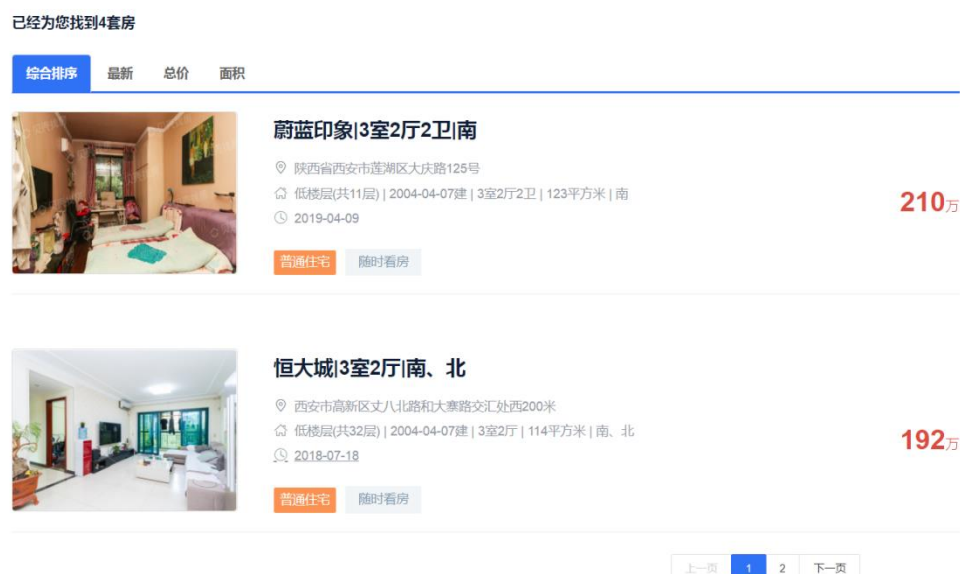 已经为您找到4套房
综合排序 最新 总价 面积
蔚蓝印象|3室2厅2卫|南
陕西省西安市莲湖区大庆路125号
低楼层(共11层) | 2004-04-07建 | 3室2厅2卫 | 123平方米 | 南
210万
2019-04-09
普通住宅 随时看房
恒大城|3室2厅|南、北
西安市高新区丈八北路和大寨路交汇处西200米
低楼层(共32层) | 2004-04-07建 | 3室2厅 | 114平方米 | 南、北
192万
2018-07-18
普通住宅 随时看房
上一页 1 2 下一页